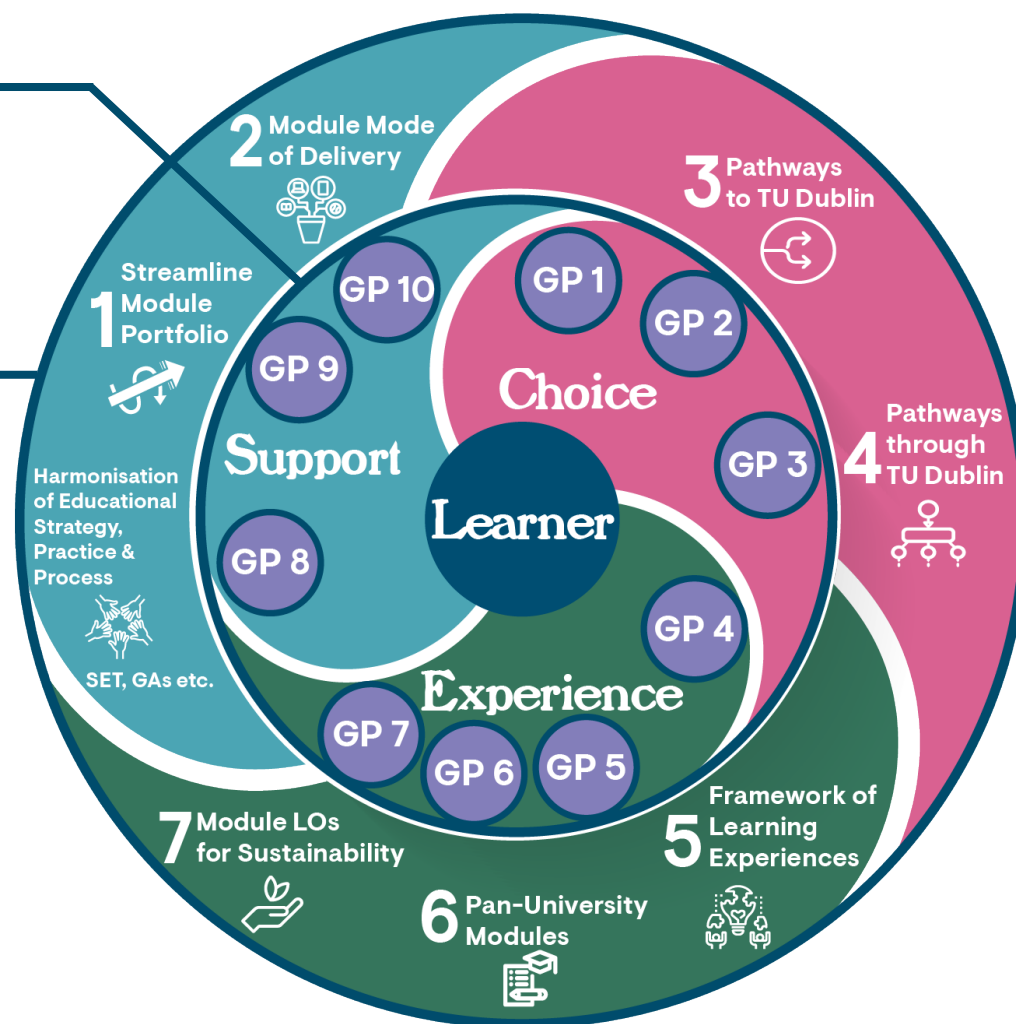 2 Module Mode
of Delivery
3 Pathways
to TU Dublin
1 Streamline
Module
Portfolio
GP 10
GP 1
GP 2
GP 9
Choice
Support
GP 3
4 Pathways
through
TU Dublin
Harmonisation
of Educational
Strategy,
Practice &
Process
SET, GAs etc.
Learner
GP 8
GP 4
Experience
GP 7
GP 6
GP 5
7 Module LOs
for Sustainability
6 Pan-University
Modules
5 Framework of
Learning
Experiences